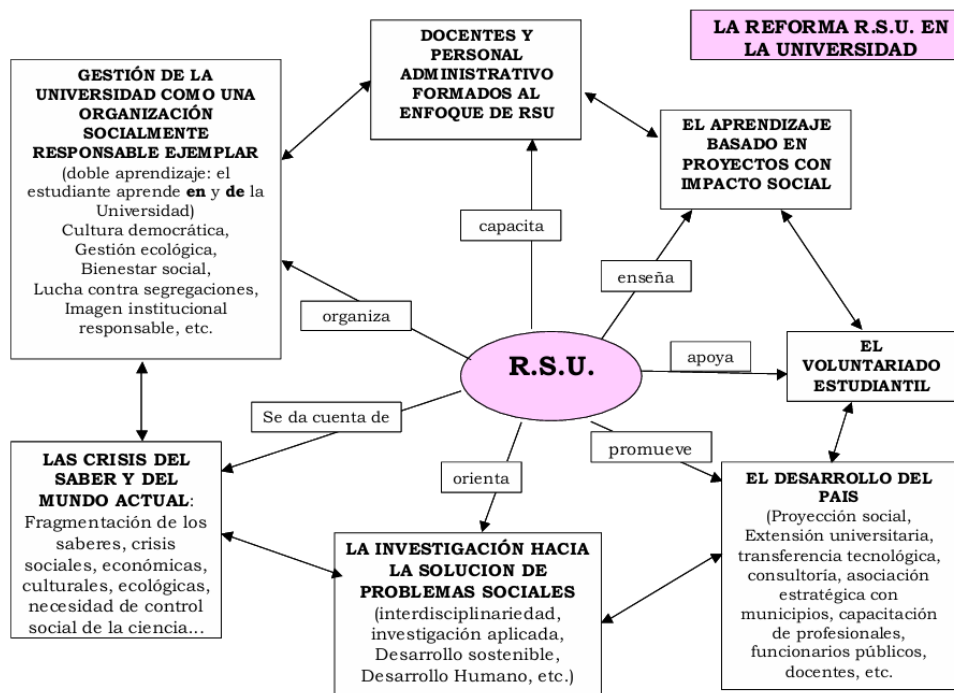 LA REFORMA R.S.U. EN
LA UNIVERSIDAD
DOCENTES Y
PERSONAL
ADMINISTRATIVO
FORMADOS AL
ENFOQUE DE RSU
GESTIÓN DE LA
UNIVERSIDAD COMO UNA
ORGANIZACIÓN
SOCIALMENTE
RESPONSABLE EJEMPLAR
(doble aprendizaje: el
estudiante aprende en y de la
Universidad)
Cultura democrática,
Gestión ecológica,
Bienestar social,
Lucha contra segregaciones,
Imagen institucional
responsable, etc.
EL APRENDIZAJE
BASADO EN
PROYECTOS CON
IMPACTO SOCIAL
capacita
enseña
organiza
R.S.U.
apoya
EL
VOLUNTARIADO
ESTUDIANTIL
Se da cuenta de
promueve
orienta
LAS CRISIS DEL
SABER Y DEL
MUNDO ACTUAL:
Fragmentación de los
saberes, crisis
sociales, económicas,
culturales, ecológicas,
necesidad de control
social de la ciencia...
LA INVESTIGACIÓN HACIA
LA SOLUCION DE
PROBLEMAS SOCIALES
(interdisciplinariedad,
investigación aplicada,
Desarrollo sostenible,
Desarrollo Humano, etc.)
EL DESARROLLO DEL
PAIS
(Proyección social,
Extensión universitaria,
transferencia tecnológica,
consultoría, asociación
estratégica con
municipios, capacitación
de profesionales,
funcionarios públicos,
docentes, etc.